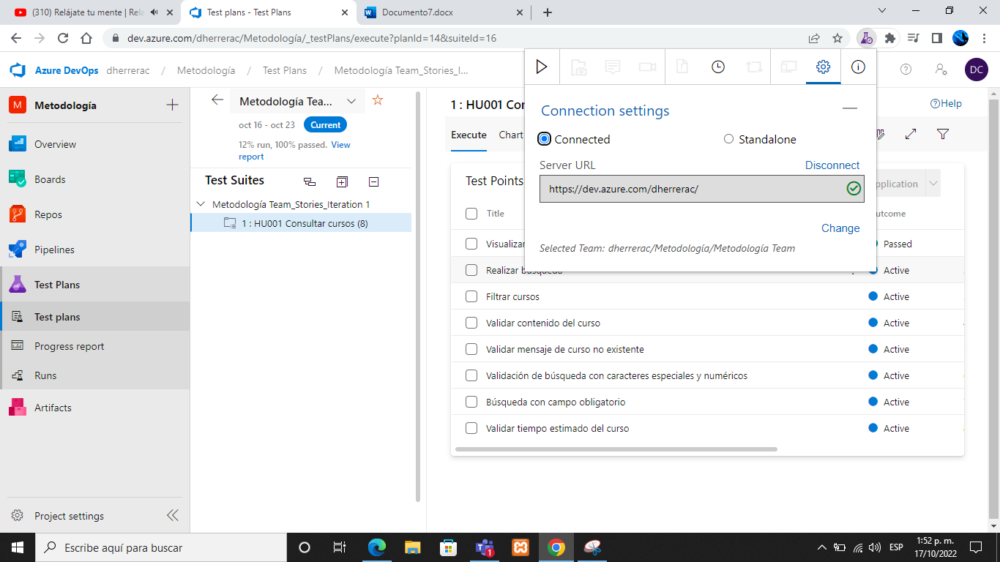 (310) Relájate tu mente | Rela
Test plans - Test Plans
Documento7.docx
dev.azure.com/dherrerac/Metodología/_testPlans/execute?planId=14&suiteId=16
Azure DevOps
dherrerac / Metodología / Test Plans / Metodología Team_Stories_I...
DC
M
Metodología
Overview
Boards
Repos
Pipelines
Test Plans
Test plans
Progress report
Runs
Artifacts
Project settings
Metodología Tea...
oct 16 - oct 23
Current
12% run, 100% passed. View
report
Test Suites
Metodología Team_Stories_Iteration 1
1 : HU001 Consultar cursos (8)
1 : HU001 Con
Help
Execute
Chart
Test Points
Title
Visualizar
Passed
Realizar búsqueda
Active
Filtrar cursos
Active
Validar contenido del curso
Active
Validar mensaje de curso no existente
Active
Validación de búsqueda con caracteres especiales y numéricos
Active
Búsqueda con campo obligatorio
Active
Validar tiempo estimado del curso
Active
Connection settings
Connected
Standalone
Server URL
Disconnect
https://dev.azure.com/dherrerac/
Change
Selected Team: dherrerac/Metodología/Metodología Team
pplication
utcome
Escribe aquí para buscar
1
ESP
1:52 p. m.
17/10/2022